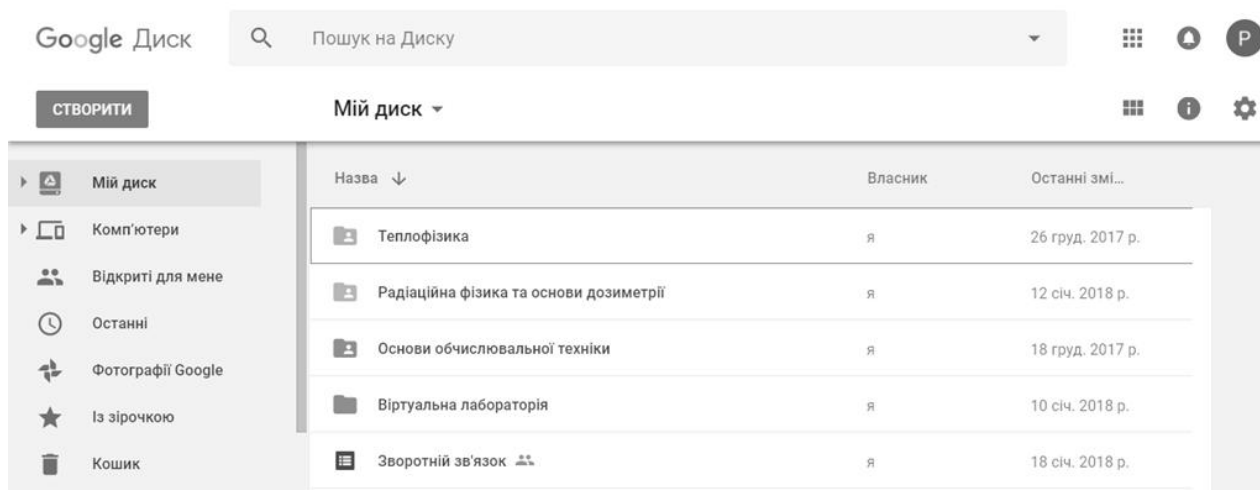 Google Диск Пошук на Диску P
СТВОРИТИ Мій диск
Мій диск
Комп'ютери
Відкриті для мене
Останні
Фотографії Google
Із зірочкою
Кошик
Назва Власник Останні змі...
Теплофізика я 26 груд. 2017 р.
Радіаційна фізика та основи дозиметрії я 12 січ. 2018 р.
Основи обчислювальної техніки я 18 груд. 2017 р.
Віртуальна лабораторія я 10 січ. 2018 р.
Зворотній зв'язок я 18 січ. 2018 р.